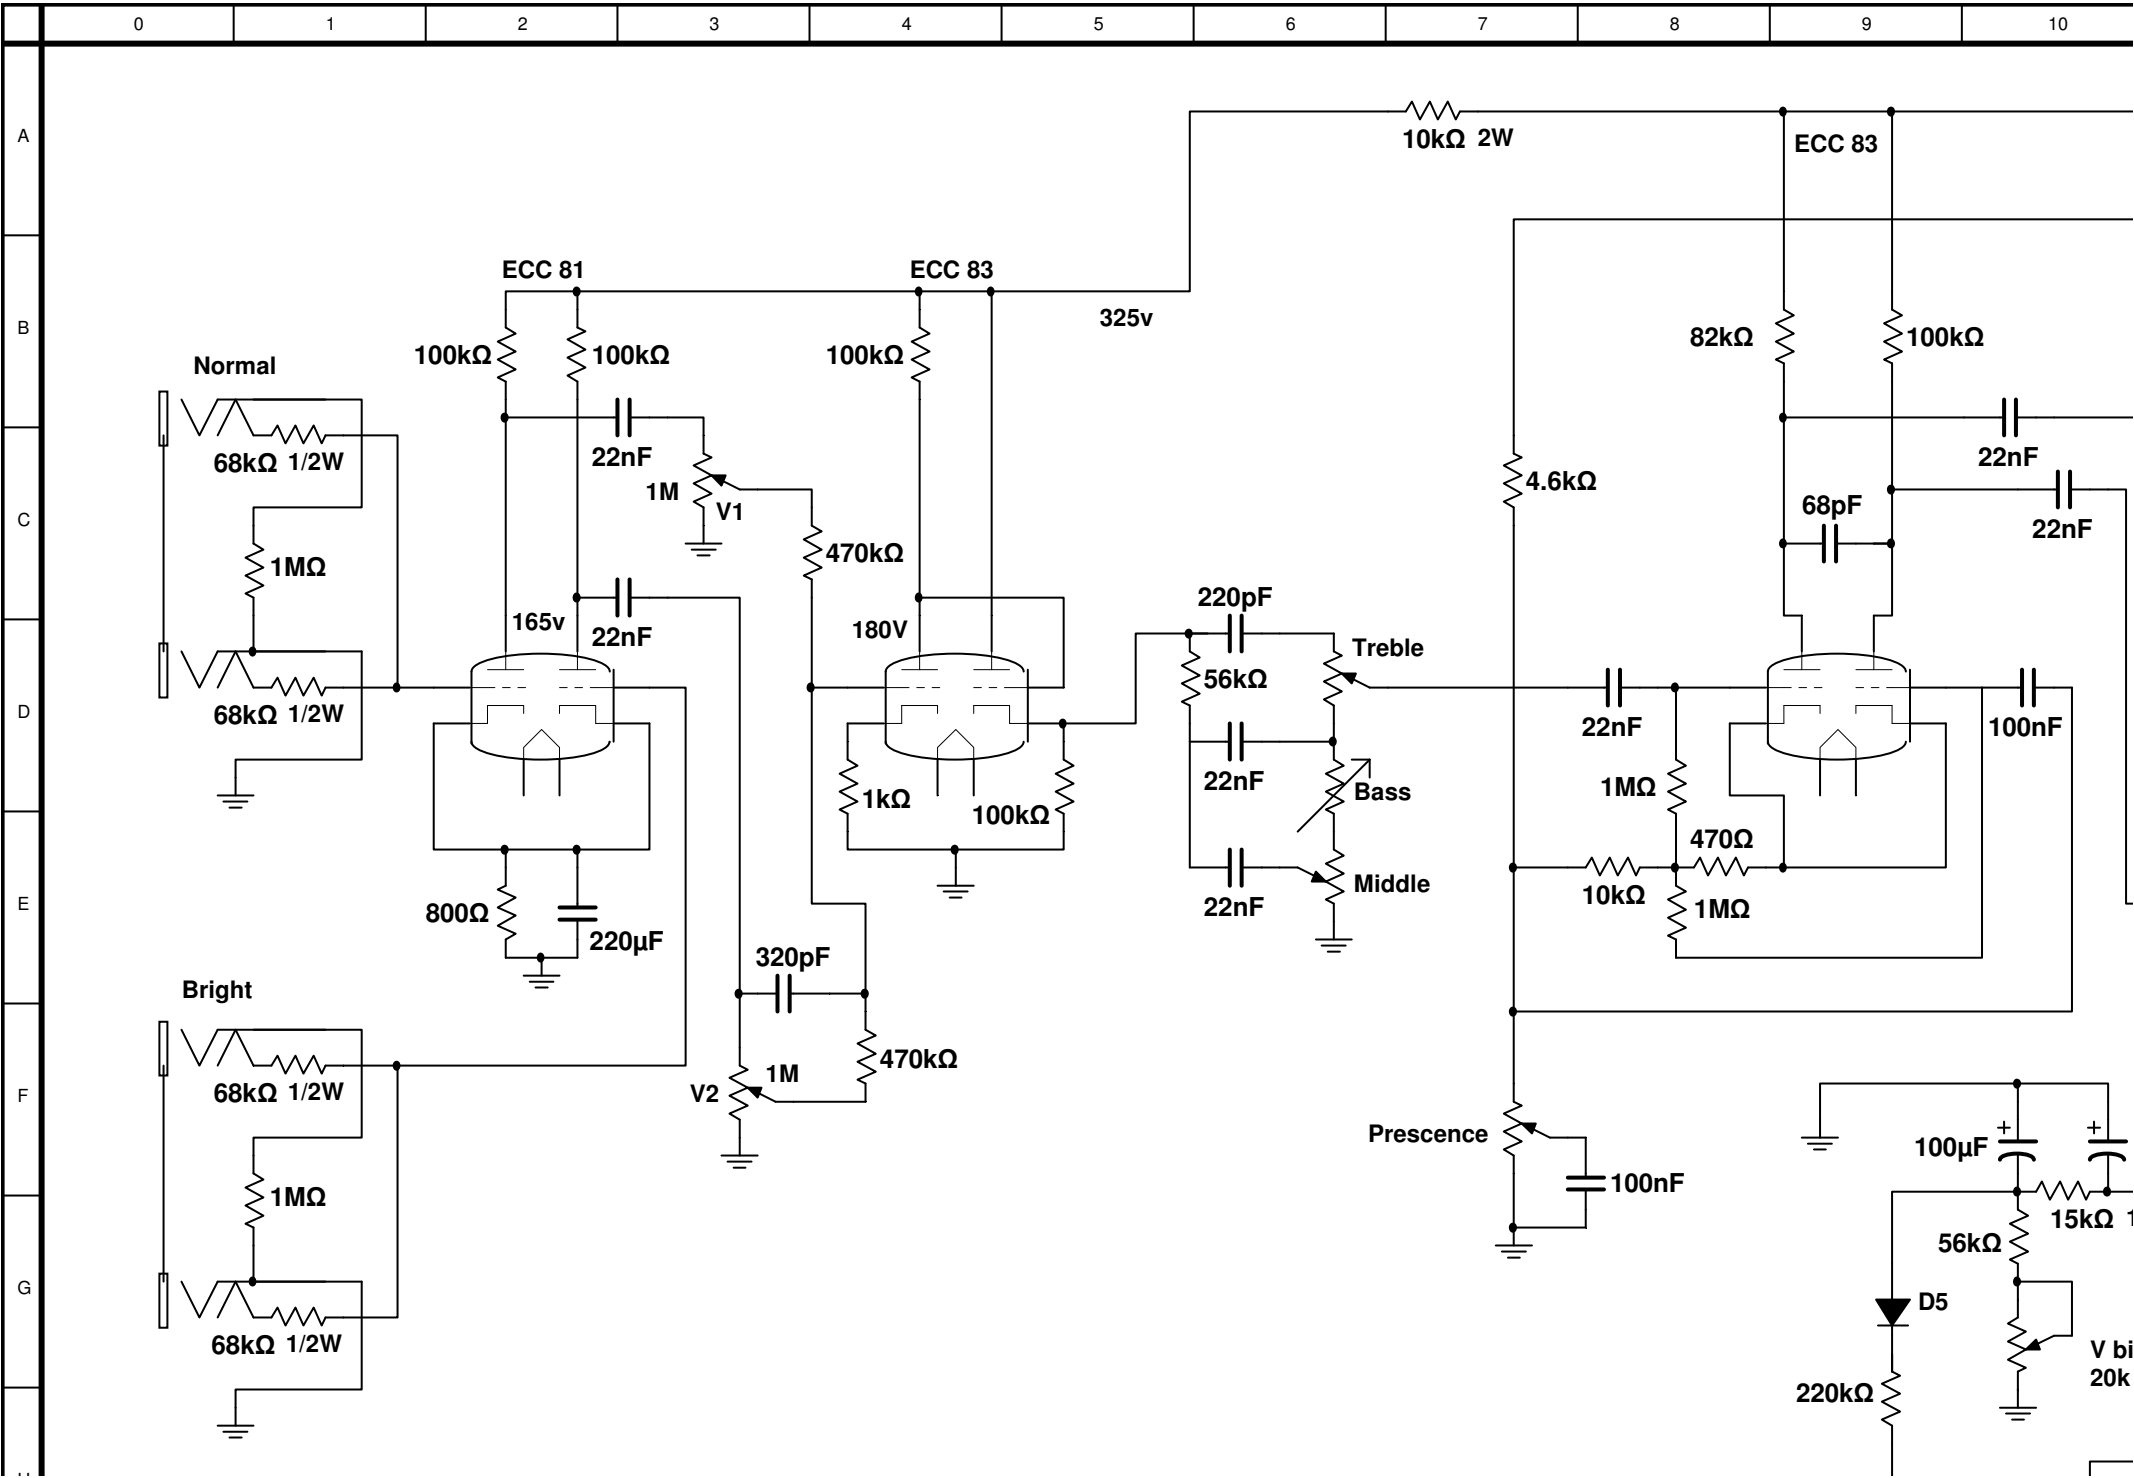 0 1 2 3 4 5 6 7 8 9 10
A
10kΩ 2W
ECC 83
ECC 81
ECC 83
325v
B
82kΩ
100kΩ
Normal
100kΩ
100kΩ
100kΩ
68kΩ 1/2W
22nF
1M
V1
4.6kΩ
22nF
68pF
22nF
C
470kΩ
1MΩ
220pF
165v
22nF
180V
Treble
56kΩ
D
68kΩ 1/2W
22nF
100nF
22nF
Bass
1MΩ
1kΩ
100kΩ
470Ω
Middle
10kΩ
E
800Ω
22nF
1MΩ
220µF
320pF
Bright
470kΩ
1M
V2
F
68kΩ 1/2W
Prescence
100µF
+
+
100nF
1MΩ
15kΩ 1
56kΩ
G
D5
68kΩ 1/2W
V bi
20k
220kΩ